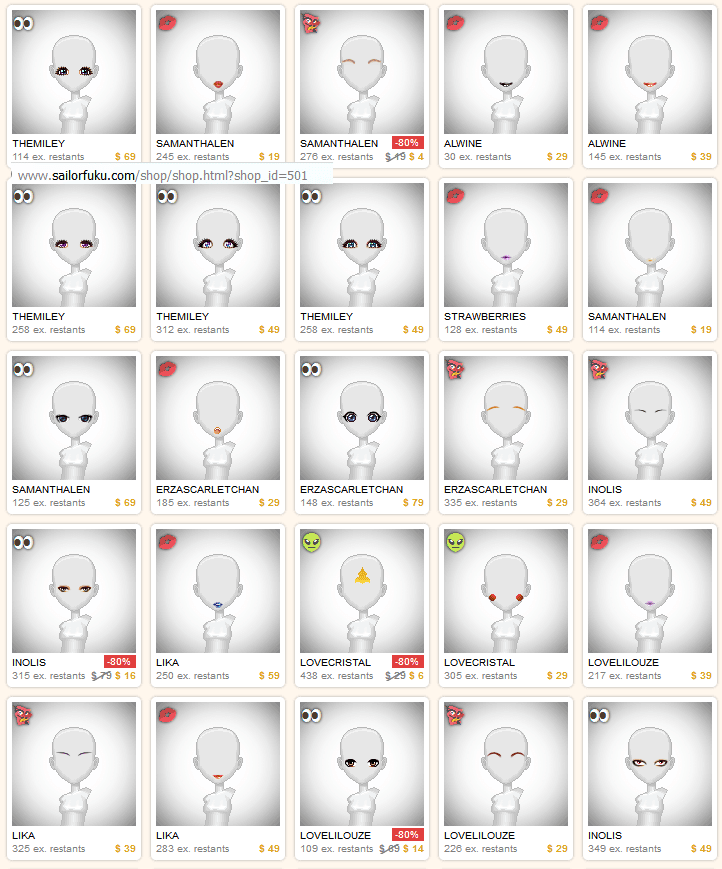 THEMILEY
114 ex. restants $ 69
SAMANTHALEN
245 ex. restants $ 19
SAMANTHALEN -80%
276 ex. restants $ 49 $ 4
ALWINE
30 ex. restants $ 29
ALWINE
145 ex. restants $ 39
www.sailorfuku.com/shop/shop.html?shop_id=501
THEMILEY
258 ex. restants $ 69
THEMILEY
312 ex. restants $ 49
THEMILEY
258 ex. restants $ 49
STRAWBERRIES
128 ex. restants $ 49
SAMANTHALEN
114 ex. restants $ 19
SAMANTHALEN
125 ex. restants $ 69
ERZASCARLETCHAN
185 ex. restants $ 29
ERZASCARLETCHAN
148 ex. restants $ 79
ERZASCARLETCHAN
335 ex. restants $ 29
INOLIS
364 ex. restants $ 49
INOLIS -80%
315 ex. restants $ 79 $ 16
LIKA
250 ex. restants $ 59
LOVECRISTAL -80%
438 ex. restants $ 29 $ 6
LOVECRISTAL
305 ex. restants $ 29
LOVELILOUZE
217 ex. restants $ 39
LIKA
325 ex. restants $ 39
LIKA
283 ex. restants $ 49
LOVELILOUZE -80%
109 ex. restants $ 69 $ 14
LOVELILOUZE
226 ex. restants $ 29
INOLIS
349 ex. restants $ 49